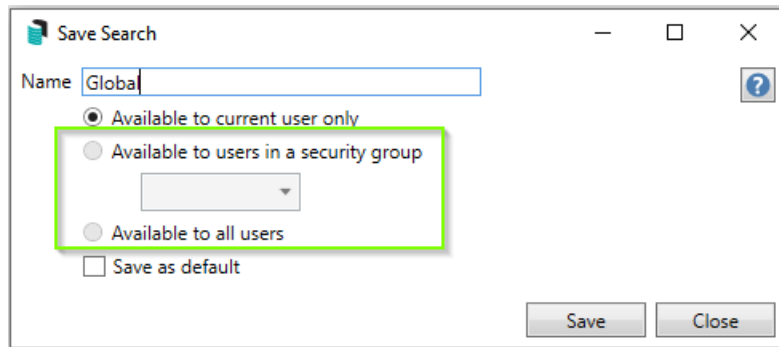 Save Search
Name Global
Available to current user only
Available to users in a security group
Available to all users
Save as default
Save Close